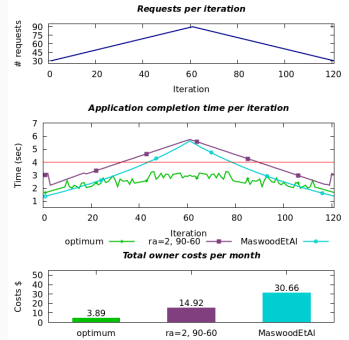 Requests per iteration
# requests
90
75
60
45
30
0 20 40 60 80 100 120
Iteration
Application completion time per iteration
Time (sec)
7
6
5
4
3
2
1
0 20 40 60 80 100 120
Iteration
optimum ra=2, 90-60 MaswoodEtAl
Total owner costs per month
Costs $
50
40
30
20
10
0
3.89 14.92 30.66
optimum ra=2, 90-60 MaswoodEtAl